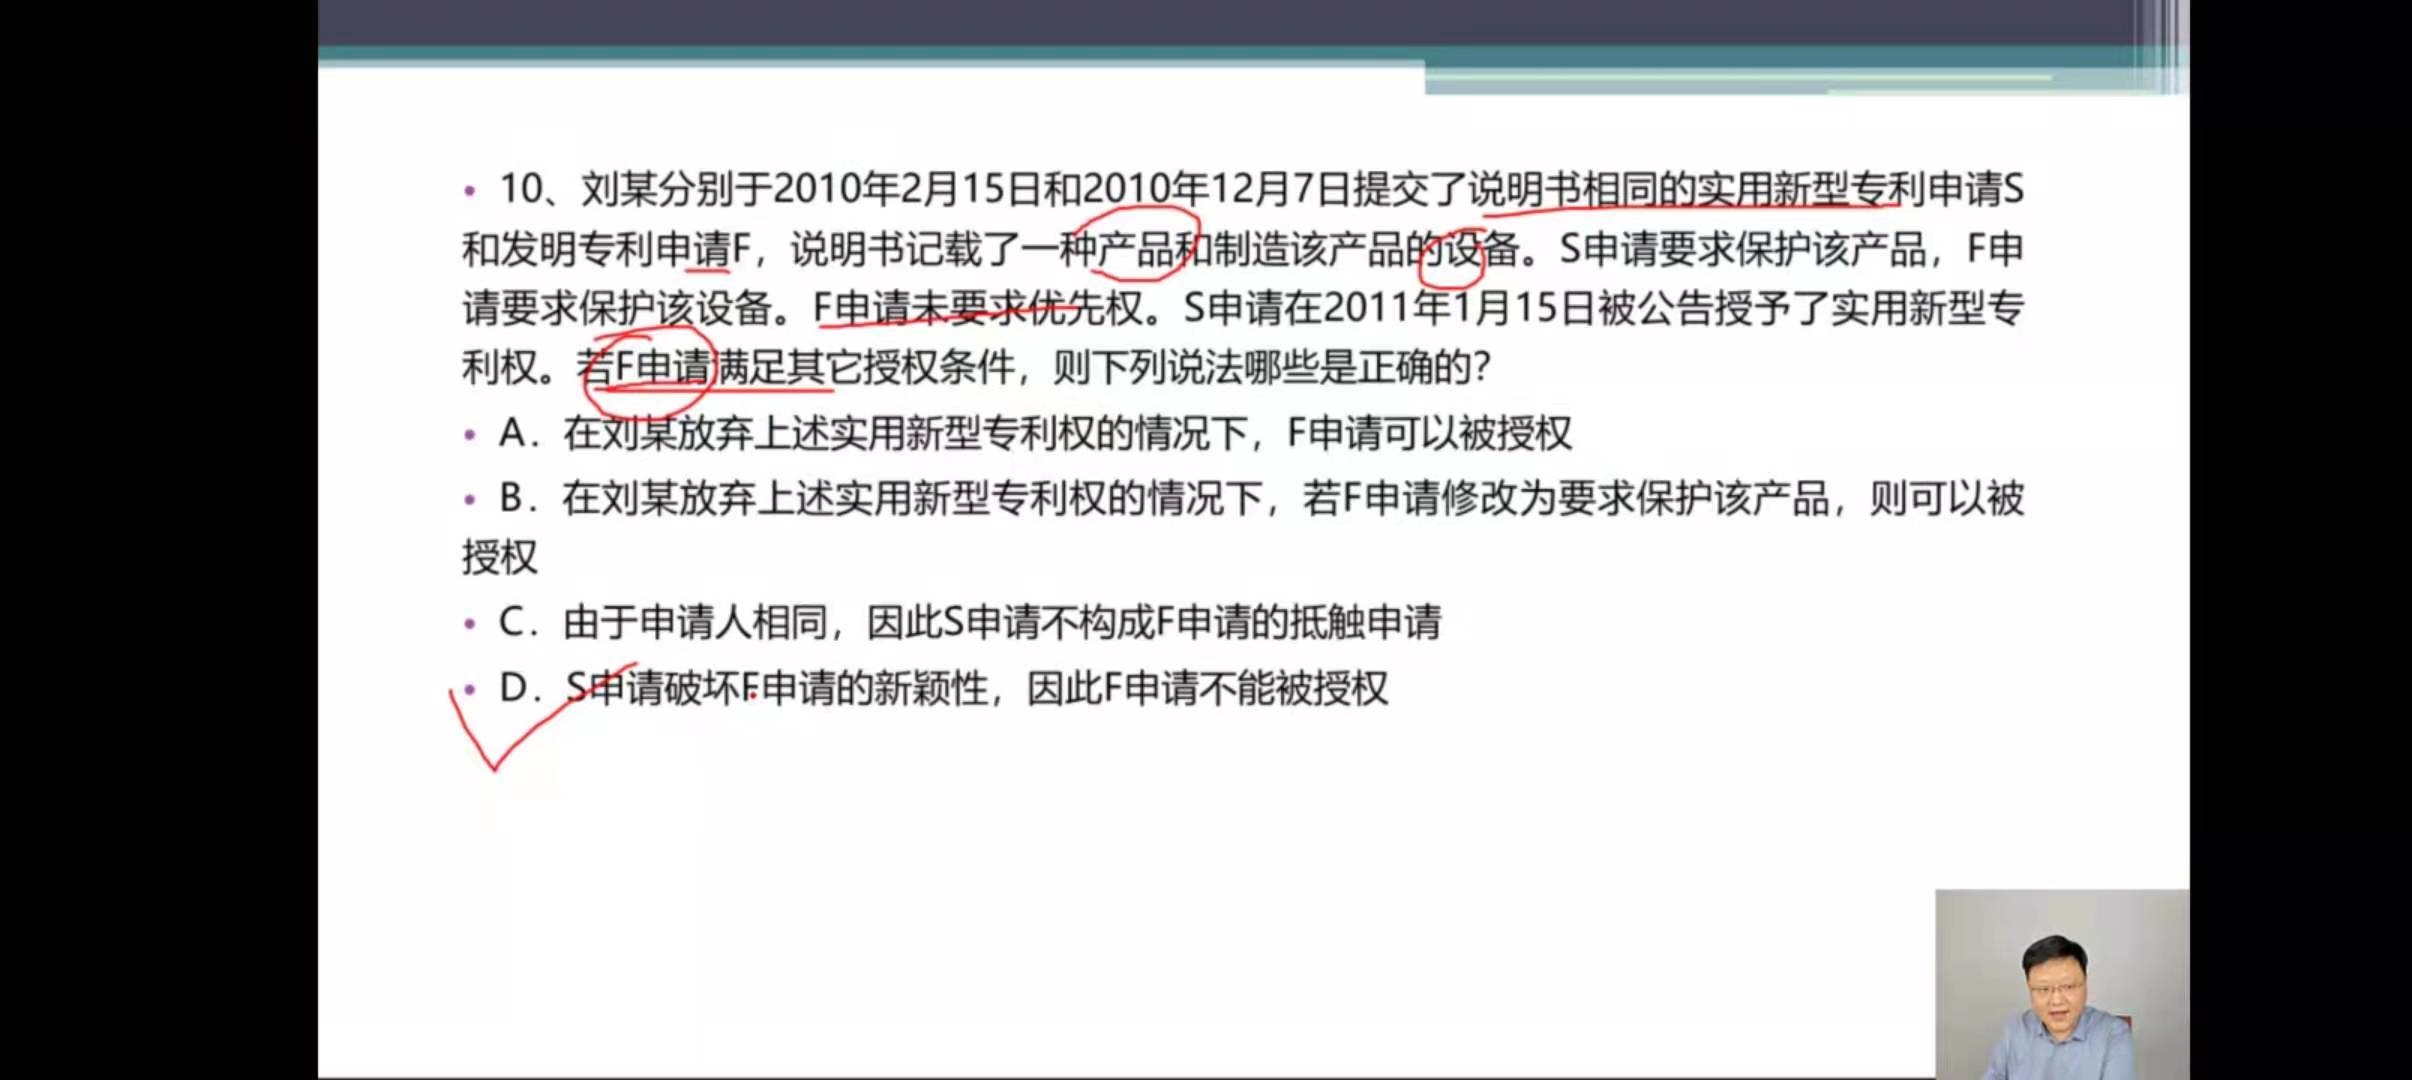 10、刘某分别于2010年2月15日和2010年12月7日提交了说明书相同的实用新型专利申请S
和发明专利申请F，说明书记载了一种产品和制造该产品的设备。S申请要求保护该产品，F申
请要求保护该设备。F申请未要求优先权。S申请在2011年1月15日被公告授予了实用新型专
利权。若F申请满足其它授权条件，则下列说法哪些是正确的？
A．在刘某放弃上述实用新型专利权的情况下，F申请可以被授权
B．在刘某放弃上述实用新型专利权的情况下，若F申请修改为要求保护该产品，则可以被
授权
C．由于申请人相同，因此S申请不构成F申请的抵触申请
D．S申请破坏F申请的新颖性，因此F申请不能被授权